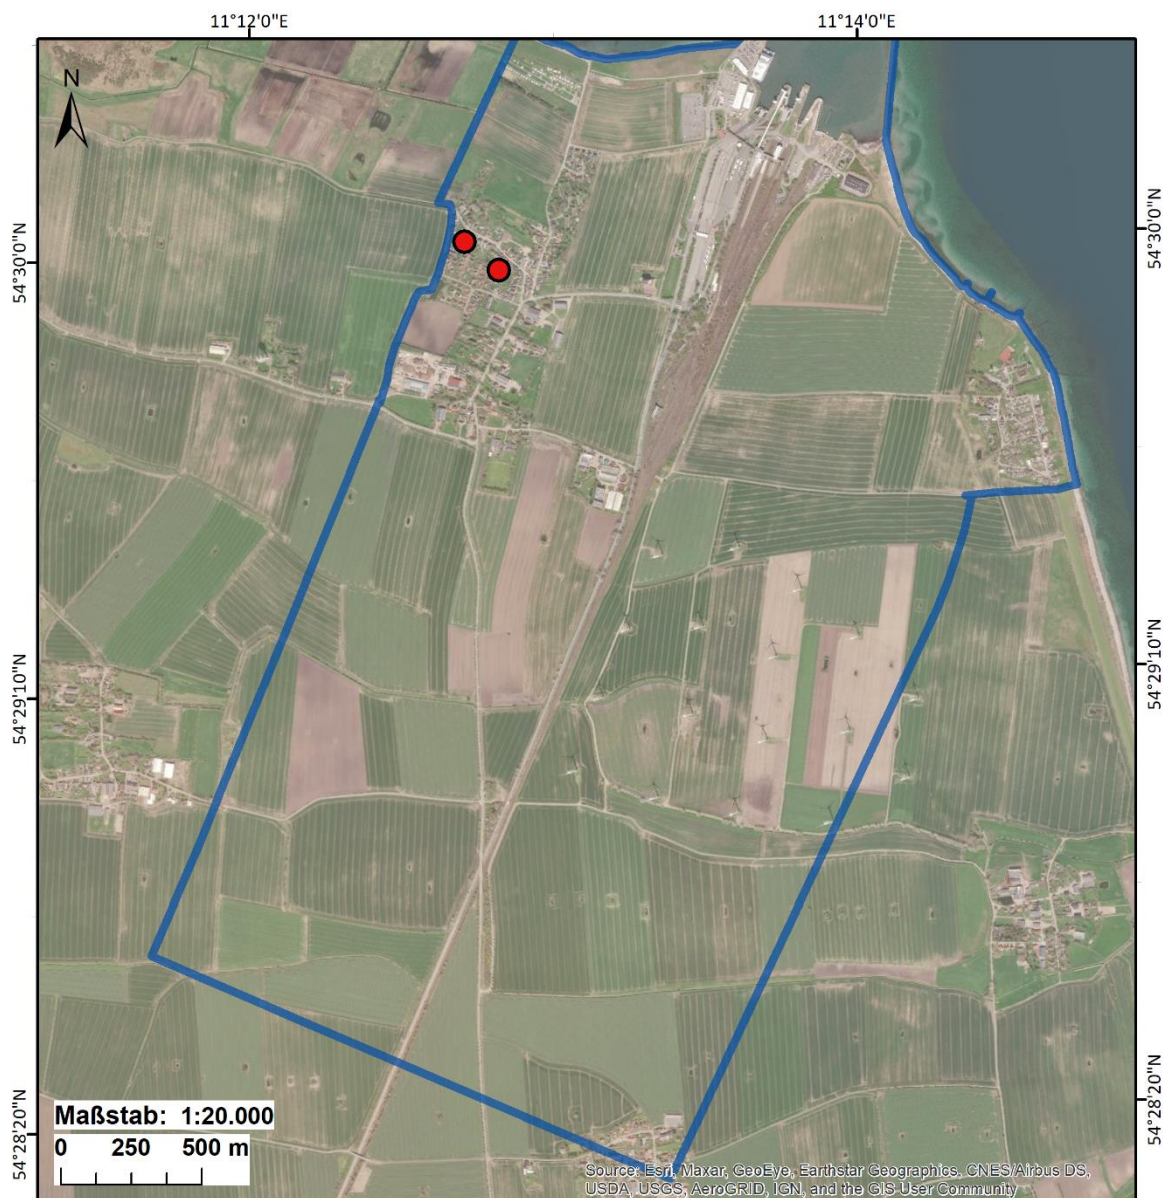 11°12'0"E
11°14'0"E
N
54°30'0"N
54°30'0"N
54°29'10"N
54°29'10"N
54°28'20"N
54°28'20"N
Maßstab: 1:20.000
0 250 500 m
Source: Esri, Maxar, GeoEye, Earthstar Geographics, CNES/Airbus DS,
USDA, USGS, AeroGRID, IGN, and the GIS User Community